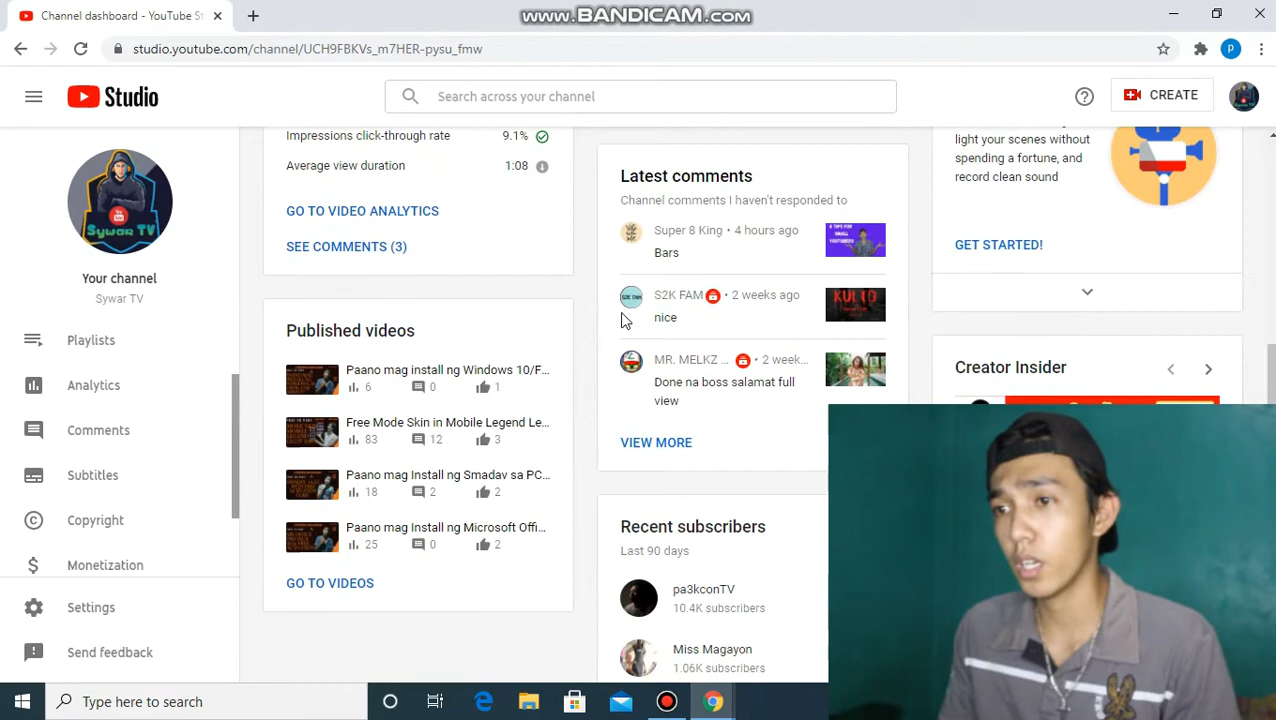 Channel dashboard - YouTube St
www.BANDICAM.com
studio.youtube.com/channel/UCH9FBKVs_m7HER-pysu_fmw
P
Studio
Search across your channel
CREATE
You Tube
Sywar TV
Your channel
Sywar TV
Playlists
Analytics
Comments
Subtitles
Copyright
Monetization
Settings
Send feedback
Impressions click-through rate 9.1%
Average view duration 1:08
GO TO VIDEO ANALYTICS
SEE COMMENTS (3)
Published videos
Paano mag install ng Windows 10/F...
6 0 1
Free Mode Skin in Mobile Legend Le...
83 12 3
Paano mag Install ng Smadav sa PC...
18 2 2
Paano mag Install ng Microsoft Offi...
25 0 2
GO TO VIDEOS
Latest comments
Channel comments I haven't responded to
Super 8 King • 4 hours ago
Bars
S2K FAM • 2 weeks ago
nice
KULTO
MR. MELKZ ... • 2 week...
Done na boss salamat full
view
VIEW MORE
Recent subscribers
Last 90 days
pa3kconTV
10.4K subscribers
Miss Magayon
1.06K subscribers
light your scenes without
spending a fortune, and
record clean sound
GET STARTED!
Creator Insider
Type here to search